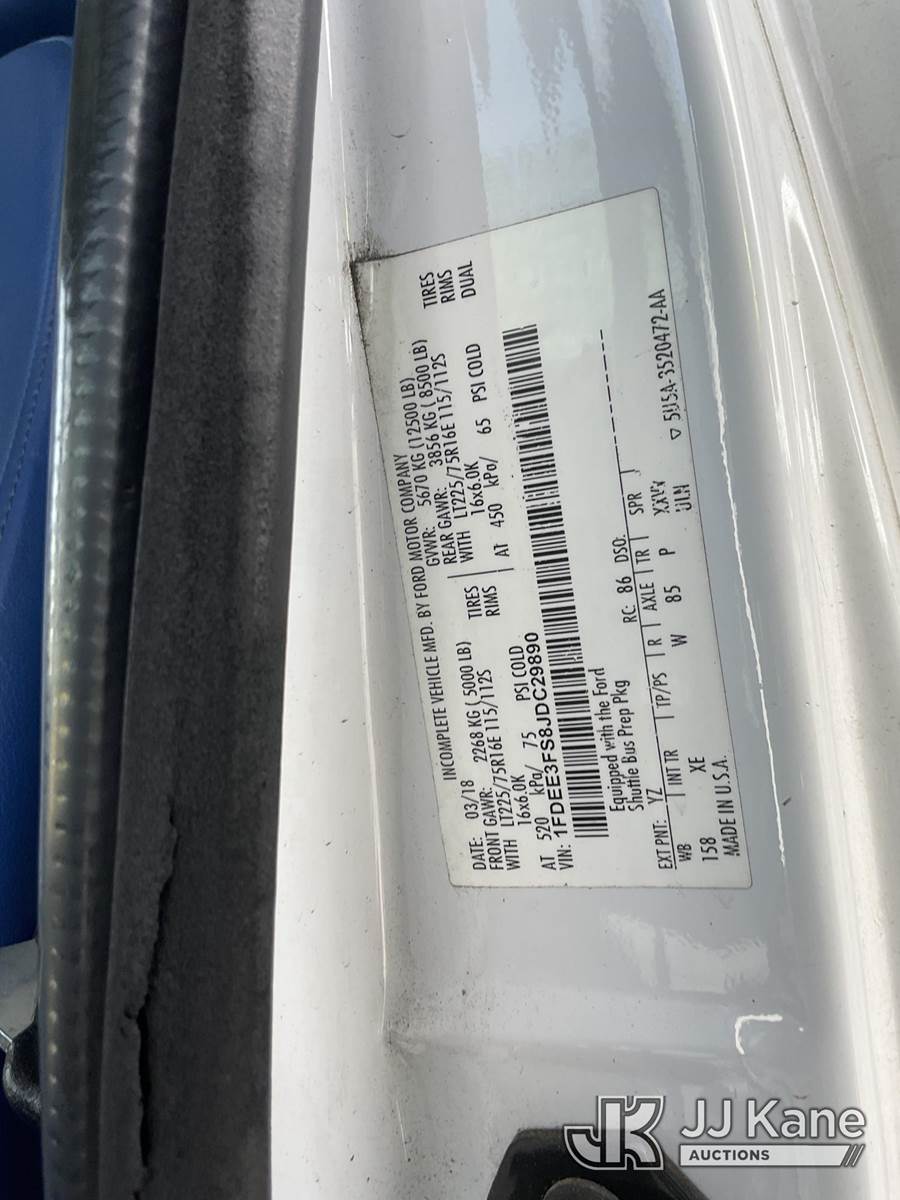 INCOMPLETE VEHICLE MFD. BY FORD MOTOR COMPANY
DATE: 03/18 GVWR: 5670 KG (12500 LB)
FRONT GAWR: 2268 KG ( 5000 LB) REAR GAWR: 3856 KG ( 8500 LB)
WITH LT225/75R16E 115/112S TIRES WITH LT225/75R16E 115/112S TIRES
16x6.0K RIMS 16x6.0K RIMS
AT 520 kPa/ 75 PSI COLD AT 450 kPa/ 65 PSI COLD DUAL
VIN: 1FDEE3FS8JDC29890
Equipped with the Ford
Shuttle Bus Prep Pkg
EXT PNT: YZ RC: 86 DSO:
WB INT TR TP/PS R AXLE TR SPR
158 XE W 85 P
MADE IN U.S.A. ULN ▽ 5U5A-3520472-AA
JK JJ Kane
AUCTIONS